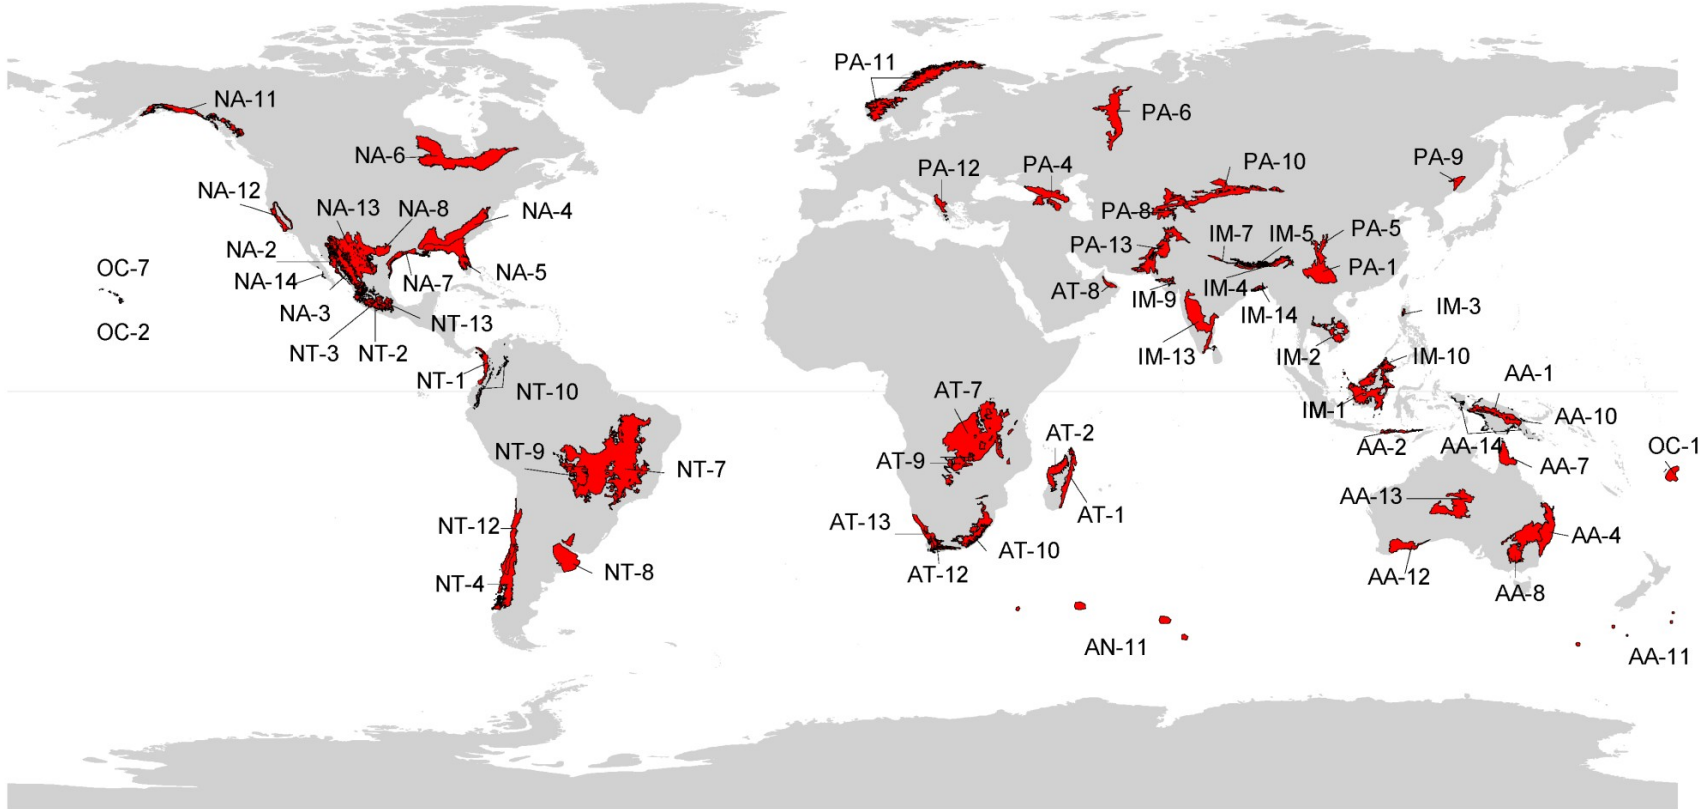 PA-11
NA-11
PA-6
NA-6
PA-12
PA-4
PA-10
PA-9
NA-12
NA-13
NA-8
NA-4
PA-8
IM-7
IM-5
PA-5
NA-2
PA-13
OC-7
NA-5
PA-1
NA-14
NA-7
AT-8
IM-9
IM-4
IM-14
IM-3
NA-3
NT-13
OC-2
NT-3
NT-2
IM-13
IM-2
IM-10
NT-1
NT-10
AA-1
AT-7
IM-1
AA-10
AA-2
AA-14
NT-9
AT-2
OC-1
AT-9
NT-7
AA-7
AA-13
AT-1
NT-12
AT-13
AT-10
AA-4
NT-8
AT-12
AA-12
NT-4
AA-8
AN-11
AA-11